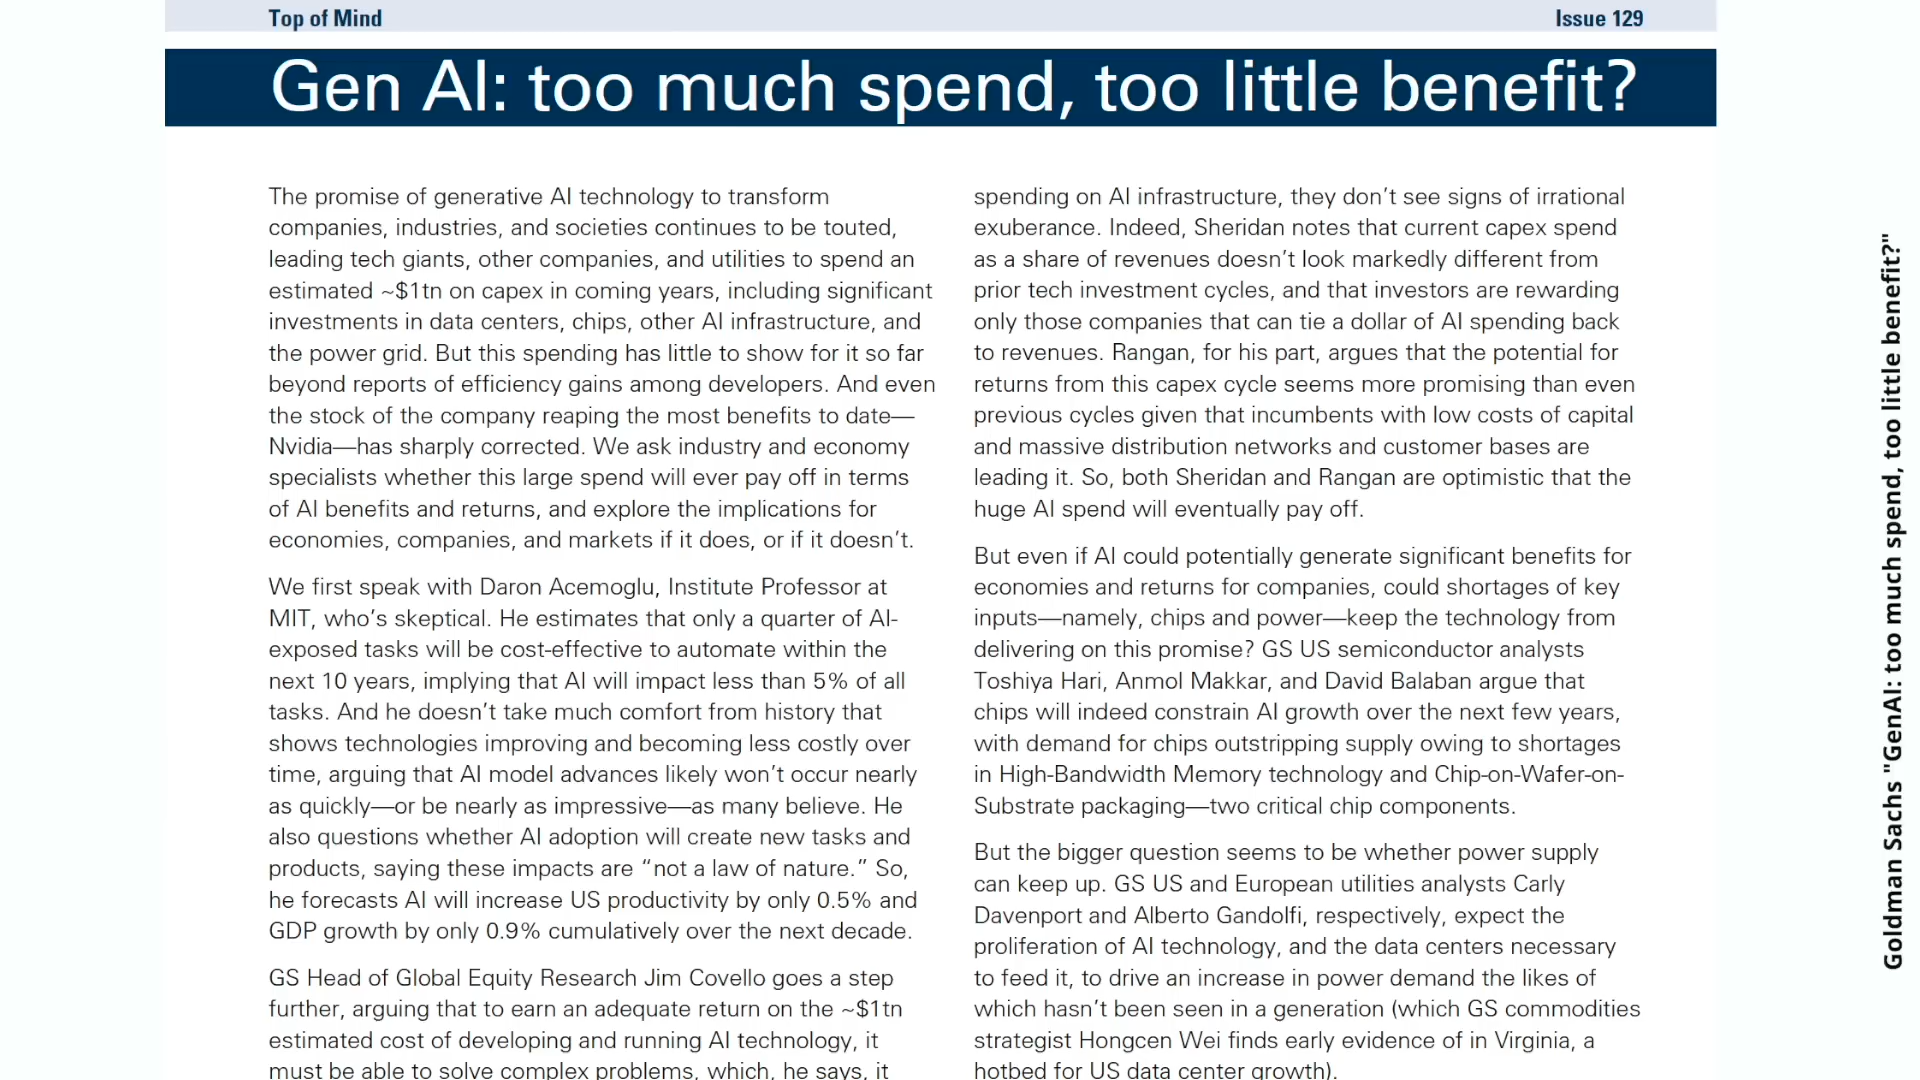 Top of Mind
Issue 129
Gen AI: too much spend, too little benefit?
The promise of generative AI technology to transform
companies, industries, and societies continues to be touted,
leading tech giants, other companies, and utilities to spend an
estimated ~$1tn on capex in coming years, including significant
investments in data centers, chips, other AI infrastructure, and
the power grid. But this spending has little to show for it so far
beyond reports of efficiency gains among developers. And even
the stock of the company reaping the most benefits to date—
Nvidia—has sharply corrected. We ask industry and economy
specialists whether this large spend will ever pay off in terms
of AI benefits and returns, and explore the implications for
economies, companies, and markets if it does, or if it doesn’t.
We first speak with Daron Acemoglu, Institute Professor at
MIT, who’s skeptical. He estimates that only a quarter of AI-
exposed tasks will be cost-effective to automate within the
next 10 years, implying that AI will impact less than 5% of all
tasks. And he doesn’t take much comfort from history that
shows technologies improving and becoming less costly over
time, arguing that AI model advances likely won’t occur nearly
as quickly—or be nearly as impressive—as many believe. He
also questions whether AI adoption will create new tasks and
products, saying these impacts are “not a law of nature.” So,
he forecasts AI will increase US productivity by only 0.5% and
GDP growth by only 0.9% cumulatively over the next decade.
GS Head of Global Equity Research Jim Covello goes a step
further, arguing that to earn an adequate return on the ~$1tn
estimated cost of developing and running AI technology, it
must be able to solve complex problems, which, he says, it
spending on AI infrastructure, they don’t see signs of irrational
exuberance. Indeed, Sheridan notes that current capex spend
as a share of revenues doesn’t look markedly different from
prior tech investment cycles, and that investors are rewarding
only those companies that can tie a dollar of AI spending back
to revenues. Rangan, for his part, argues that the potential for
returns from this capex cycle seems more promising than even
previous cycles given that incumbents with low costs of capital
and massive distribution networks and customer bases are
leading it. So, both Sheridan and Rangan are optimistic that the
huge AI spend will eventually pay off.
But even if AI could potentially generate significant benefits for
economies and returns for companies, could shortages of key
inputs—namely, chips and power—keep the technology from
delivering on this promise? GS US semiconductor analysts
Toshiya Hari, Anmol Makkar, and David Balaban argue that
chips will indeed constrain AI growth over the next few years,
with demand for chips outstripping supply owing to shortages
in High-Bandwidth Memory technology and Chip-on-Wafer-on-
Substrate packaging—two critical chip components.
But the bigger question seems to be whether power supply
can keep up. GS US and European utilities analysts Carly
Davenport and Alberto Gandolfi, respectively, expect the
proliferation of AI technology, and the data centers necessary
to feed it, to drive an increase in power demand the likes of
which hasn’t been seen in a generation (which GS commodities
strategist Hongcen Wei finds early evidence of in Virginia, a
hotbed for US data center growth).
Goldman Sachs "GenAI: too much spend, too little benefit?"